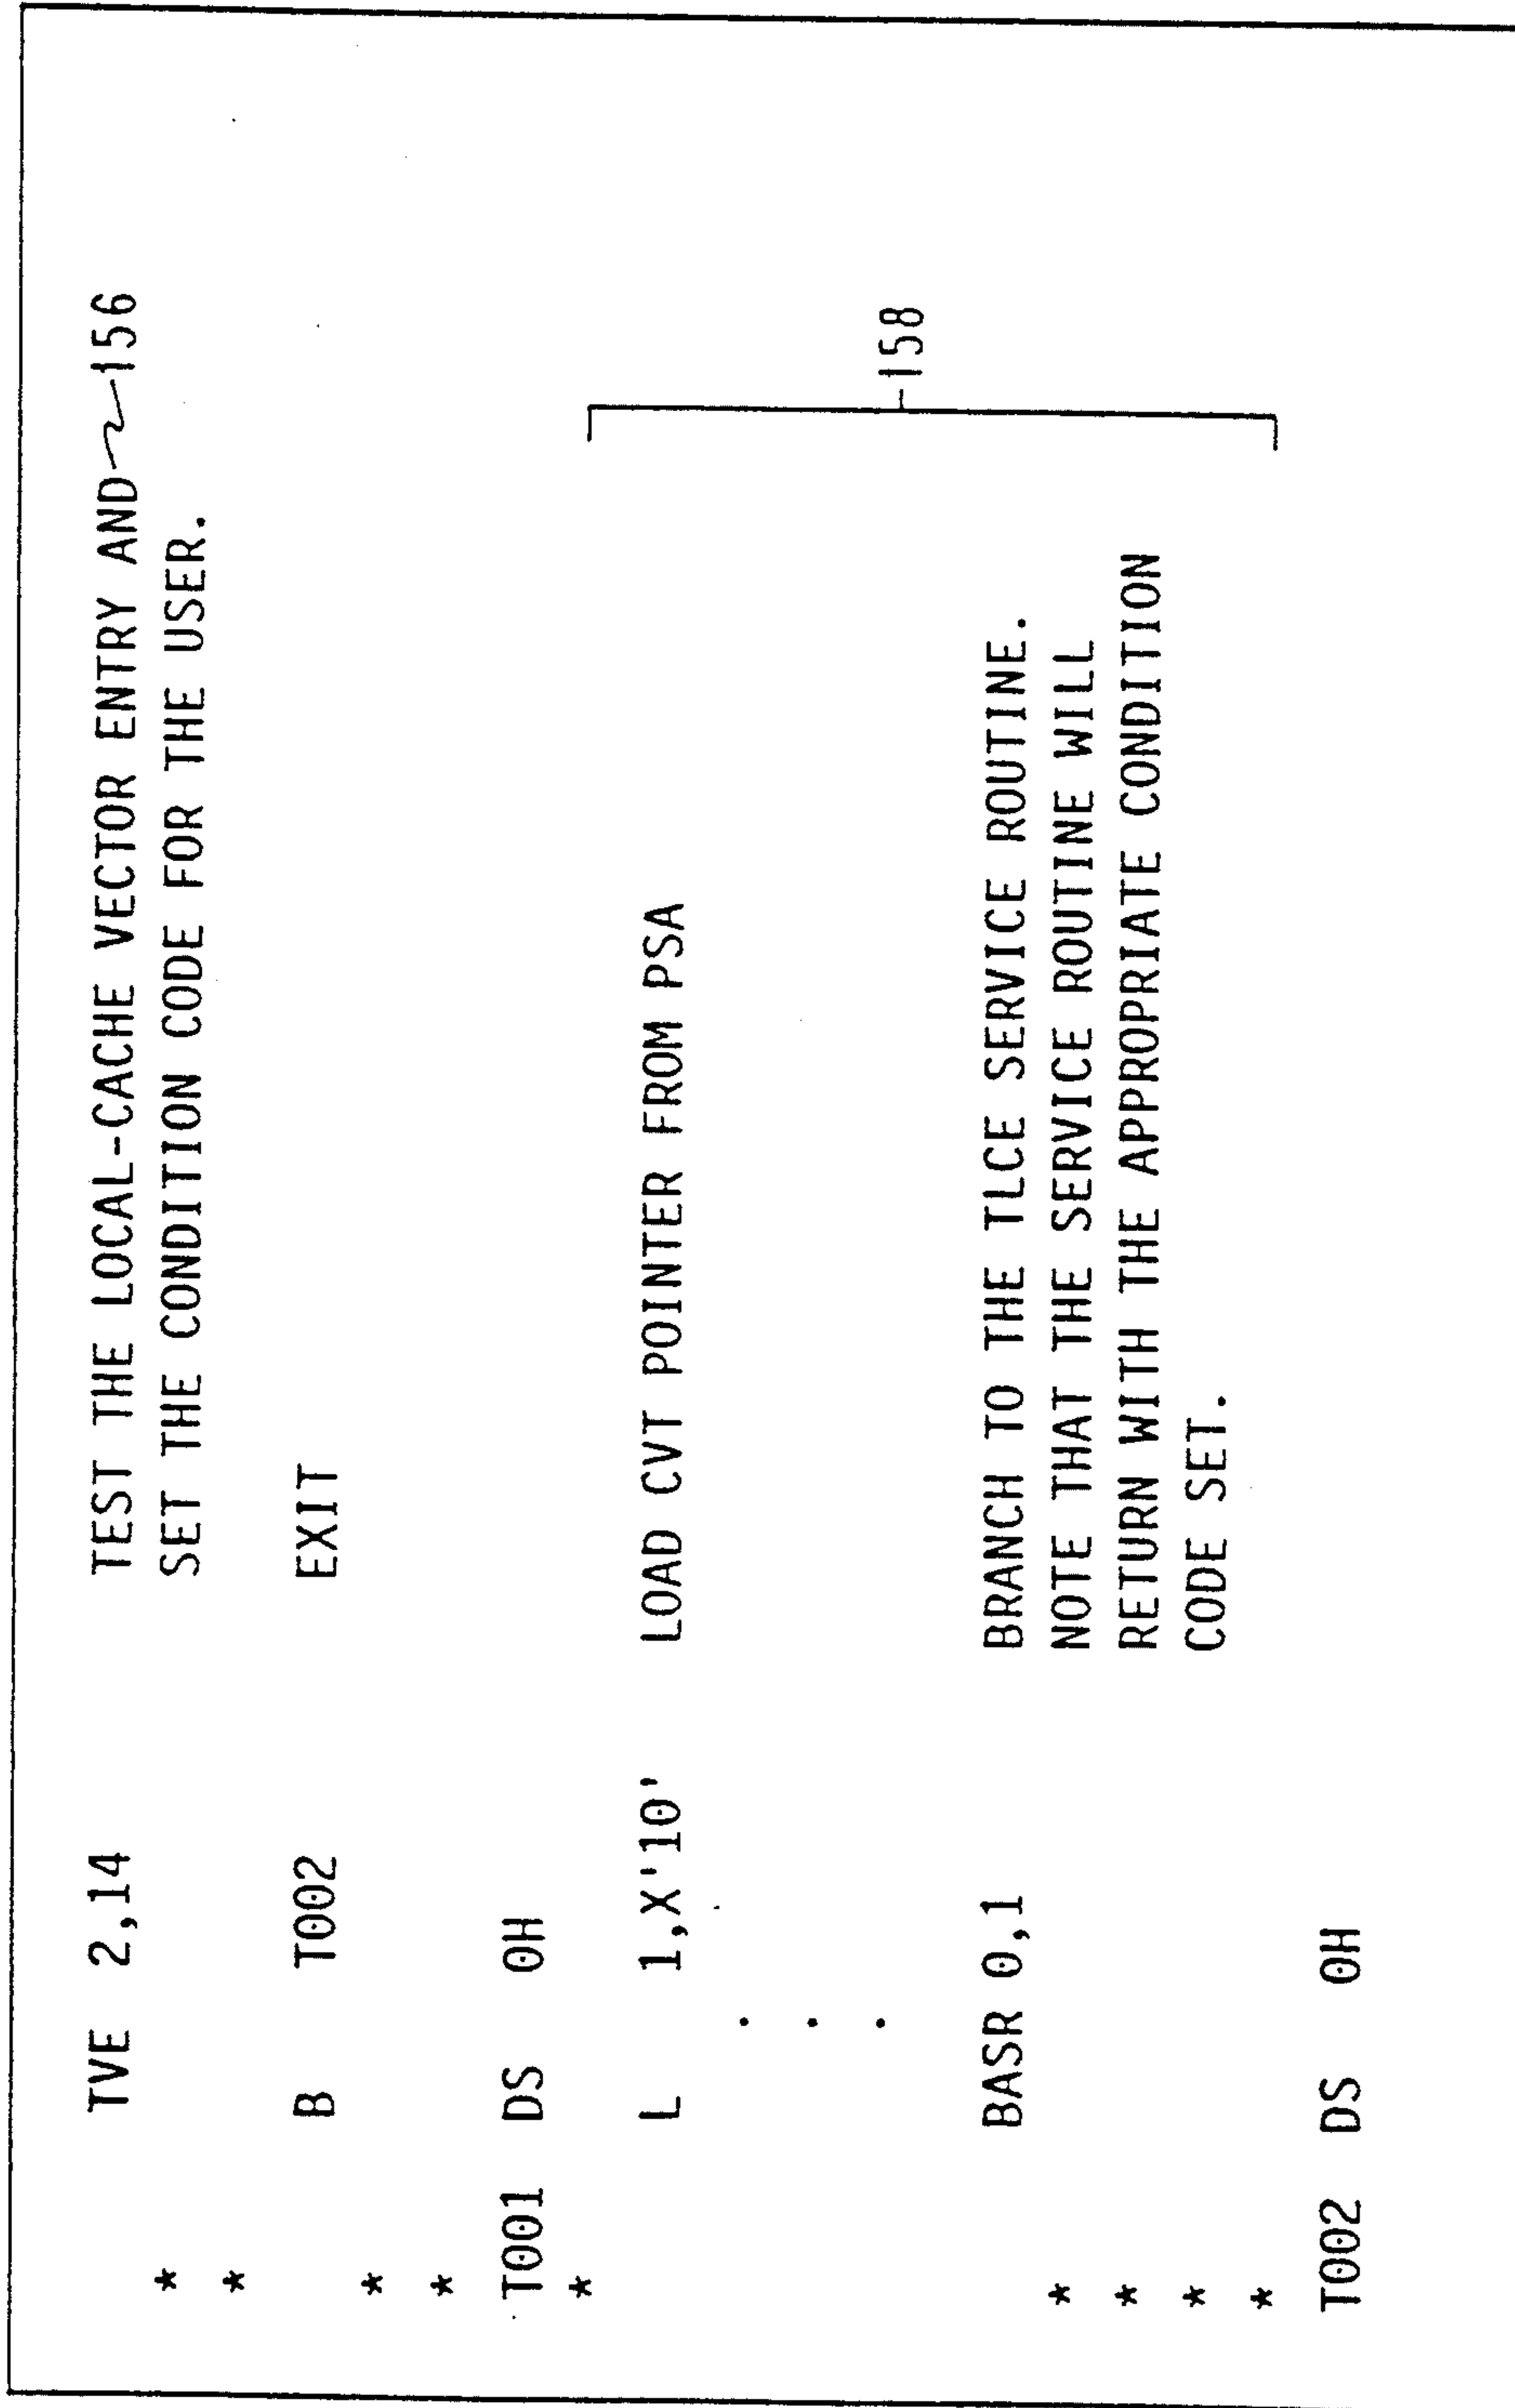 TVE 2,14 TEST THE LOCAL-CACHE VECTOR ENTRY AND 156
* SET THE CONDITION CODE FOR THE USER.
*
B T002 EXIT
*
*
T001 DS 0H
*
L 1,X'10' LOAD CVT POINTER FROM PSA
.
.
.
158
BASR 0,1 BRANCH TO THE TLCE SERVICE ROUTINE.
* NOTE THAT THE SERVICE ROUTINE WILL
* RETURN WITH THE APPROPRIATE CONDITION
* CODE SET.
*
T002 DS 0H